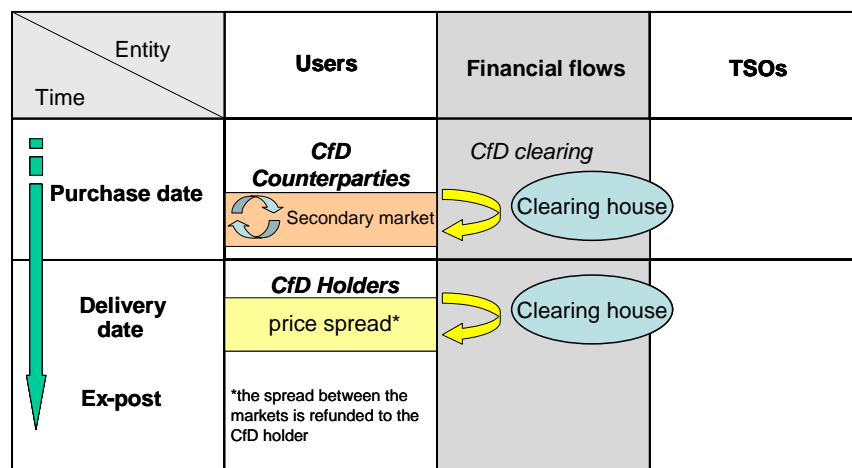 Entity
Time
Users
Financial flows
TSOs
Purchase date
CfD
Counterparties
Secondary market
CfD clearing
Clearing house
Delivery
date
CfD Holders
price spread*
Clearing house
Ex-post
*the spread between the
markets is refunded to the
CfD holder